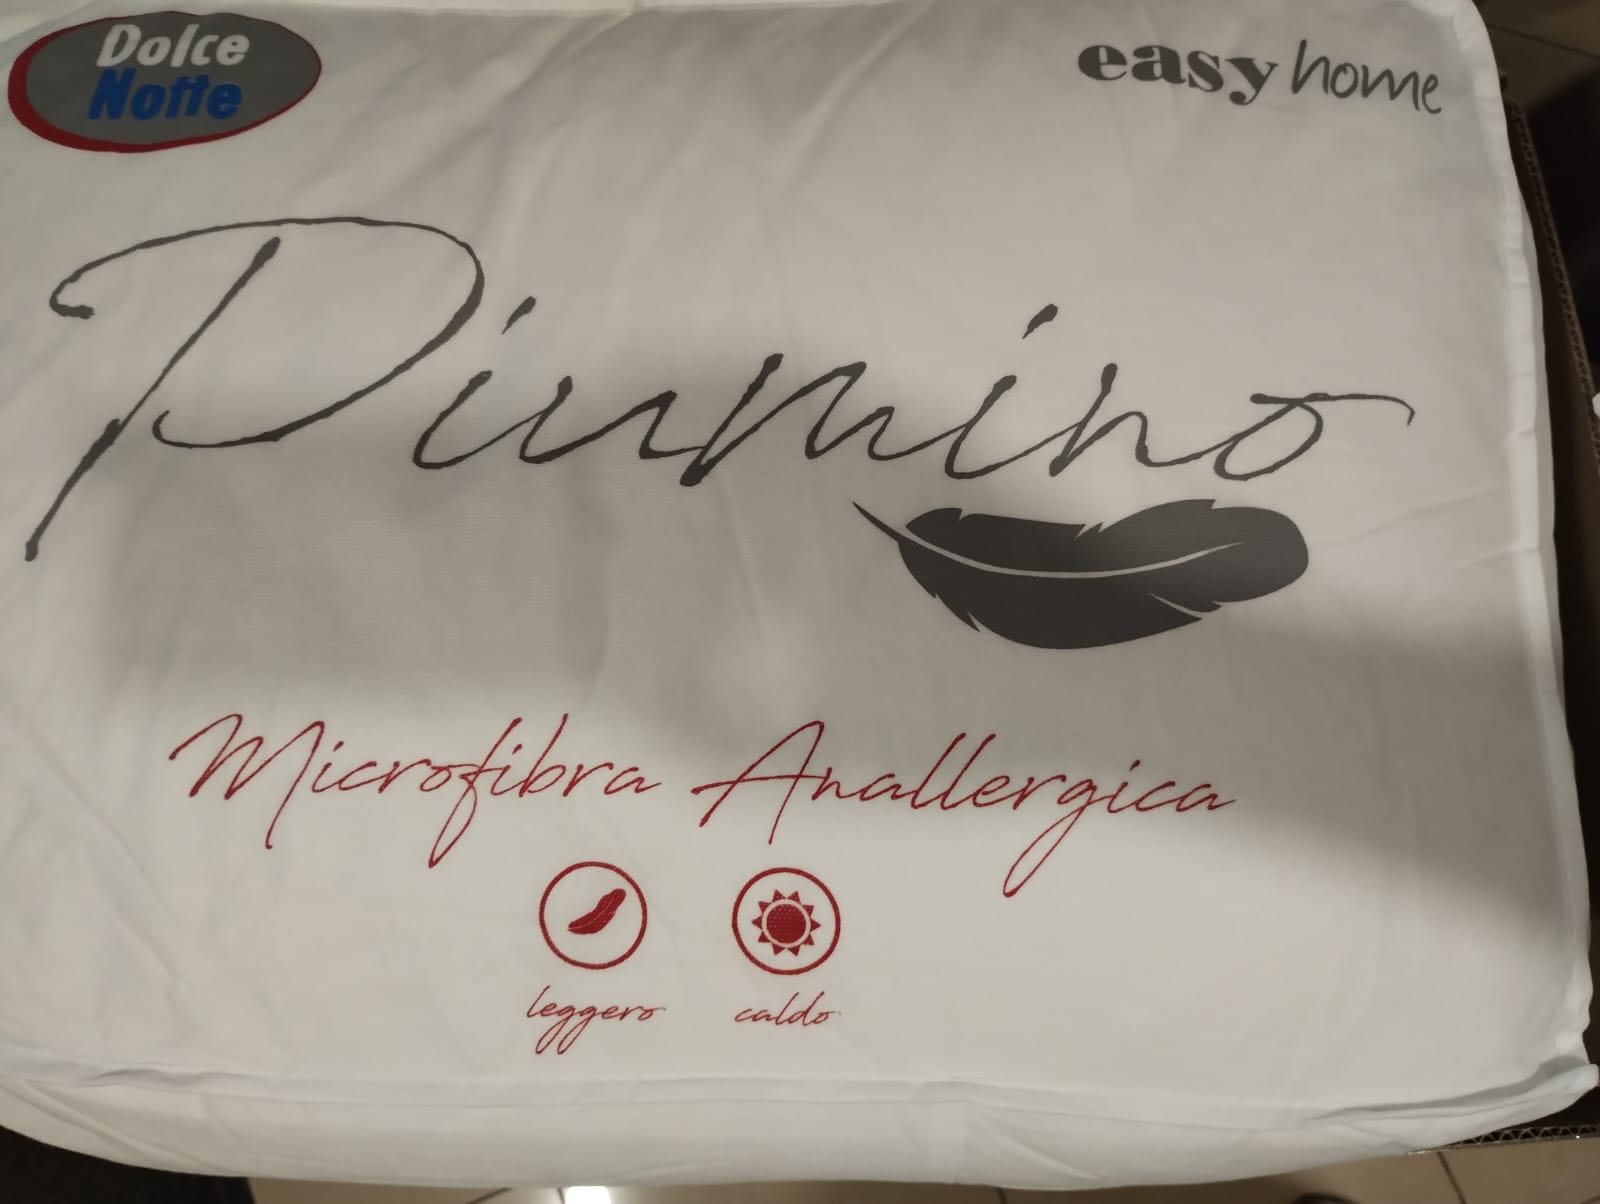 Dolce
Notte
easy home
Piumino
Microfibra Anallergica
leggero
caldo